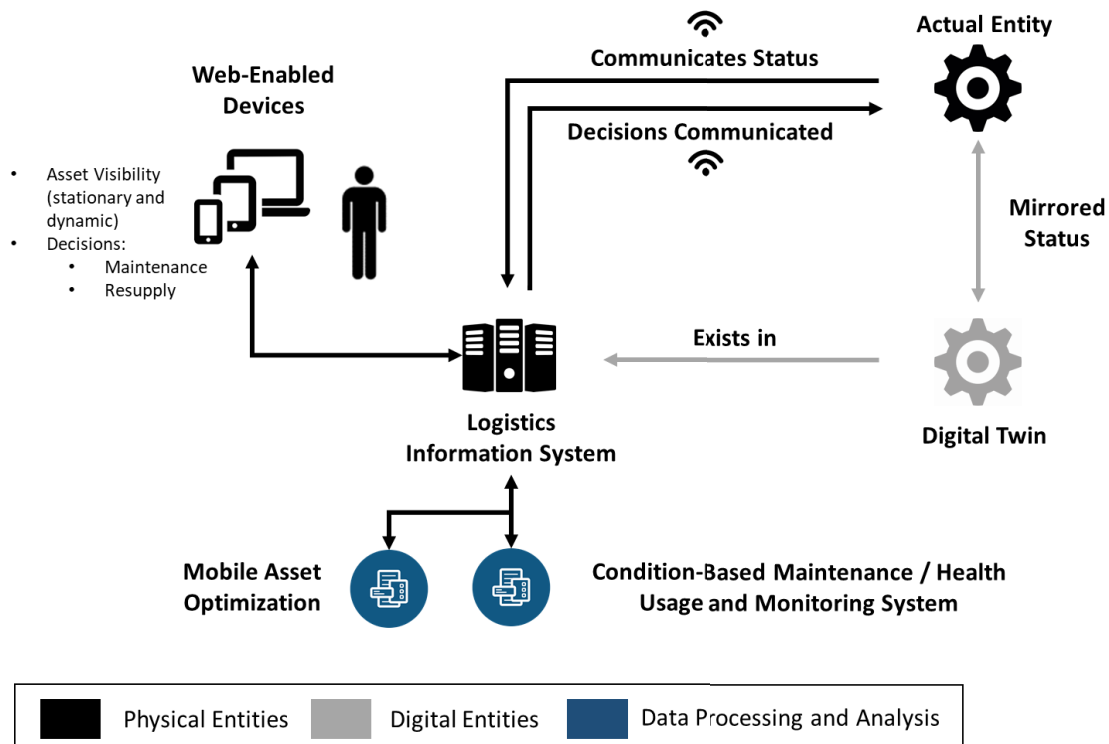 Communicates Status
Actual Entity
Web-Enabled
Devices
Decisions Communicated
• Asset Visibility
(stationary and
dynamic)
• Decisions:
• Maintenance
• Resupply
Mirrored
Status
Exists in
Logistics
Information System
Digital Twin
Mobile Asset
Optimization
Condition-Based Maintenance / Health
Usage and Monitoring System
Physical Entities
Digital Entities
Data Processing and Analysis